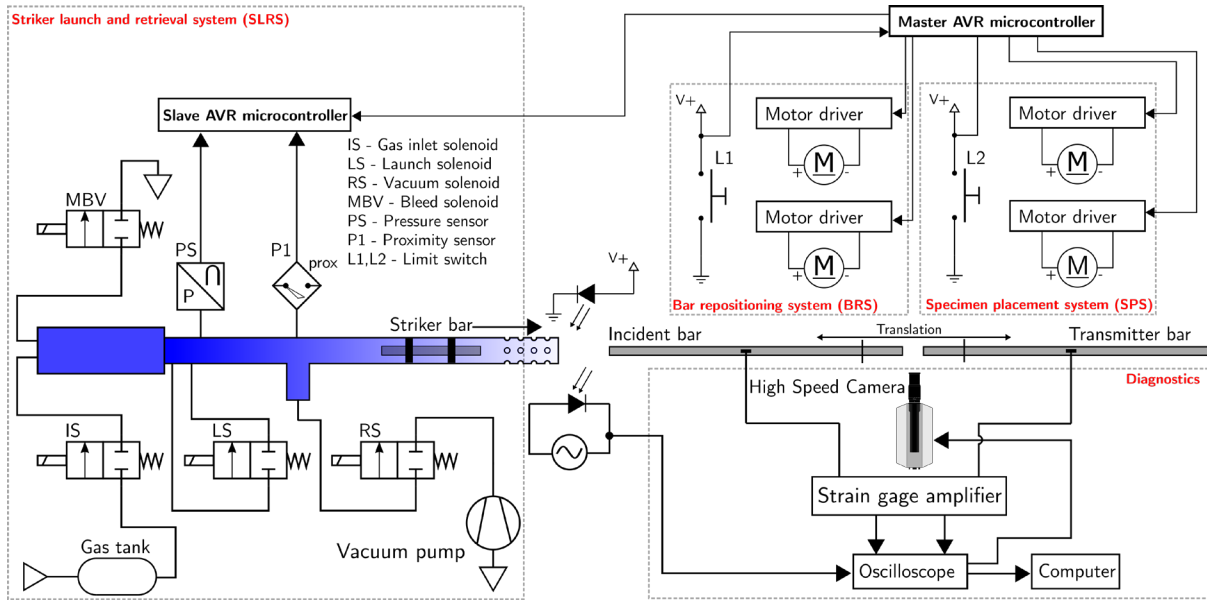 Striker launch and retrieval system (SLRS)
Master AVR microcontroller
Slave AVR microcontroller
IS - Gas inlet solenoid
LS - Launch solenoid
RS - Vacuum solenoid
MBV - Bleed solenoid
PS - Pressure sensor
P1 - Proximity sensor
L1,L2 - Limit switch
MBV
PS
P
P1
prox
V+
L1
Motor driver
+ M -
Motor driver
+ M -
Bar repositioning system (BRS)
V+
L2
Motor driver
+ M -
Motor driver
+ M -
Specimen placement system (SPS)
V+
Striker bar
Incident bar
Translation
Transmitter bar
Diagnostics
High Speed Camera
IS
LS
RS
Strain gage amplifier
Vacuum pump
Gas tank
Oscilloscope
Computer